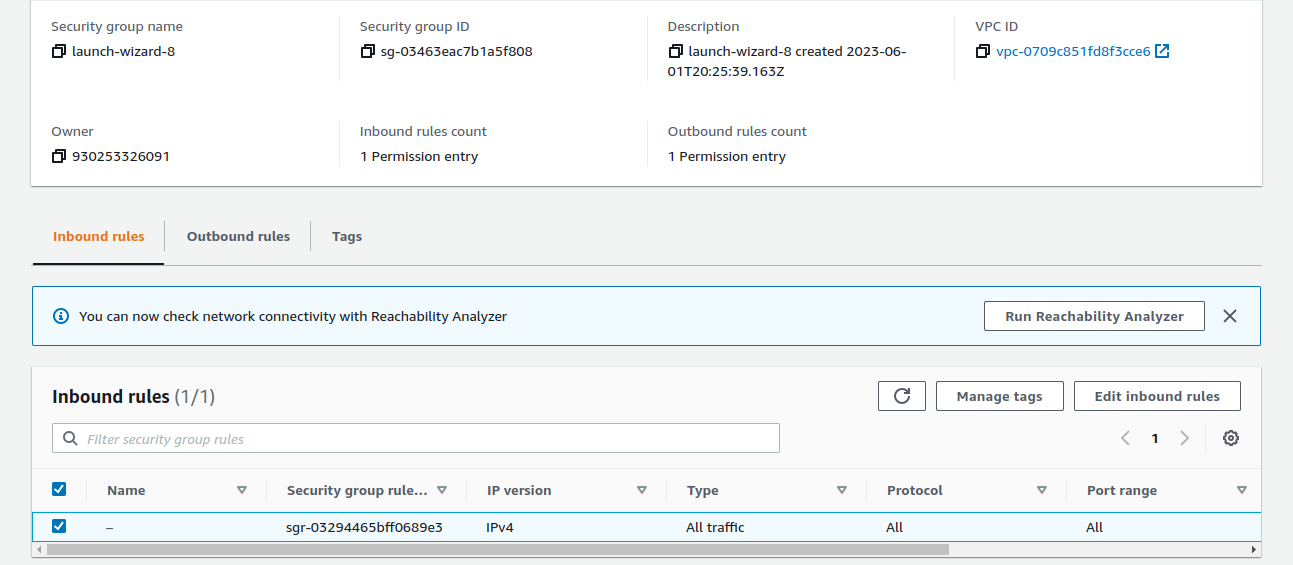 Security group name
Security group ID
Description
VPC ID
launch-wizard-8
sg-03463eac7b1a5f808
launch-wizard-8 created 2023-06-
01T20:25:39.163Z
vpc-0709c851fd8f3cce6
Owner
Inbound rules count
Outbound rules count
930253326091
1 Permission entry
1 Permission entry
Inbound rules
Outbound rules
Tags
You can now check network connectivity with Reachability Analyzer
Run Reachability Analyzer
Inbound rules (1/1)
Manage tags
Edit inbound rules
Filter security group rules
1
Name
Security group rule...
IP version
Type
Protocol
Port range
–
sgr-03294465bff0689e3
IPv4
All traffic
All
All